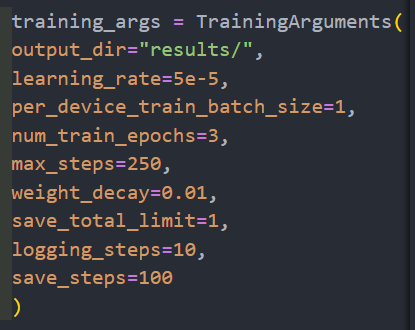 training_args = TrainingArguments(
output_dir="results/",
learning_rate=5e-5,
per_device_train_batch_size=1,
num_train_epochs=3,
max_steps=250,
weight_decay=0.01,
save_total_limit=1,
logging_steps=10,
save_steps=100
)